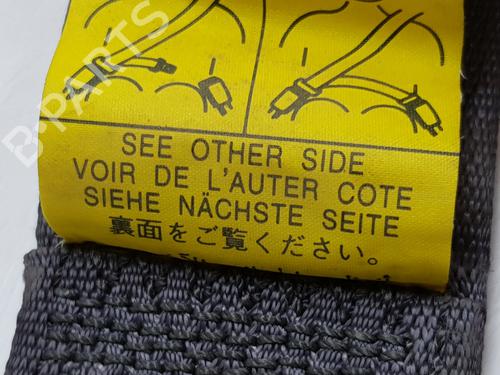 B-PARTS
SEE OTHER SIDE
VOIR DE L'AUTER COTE
SIEHE NÄCHSTE SEITE
裏面をご覧ください。